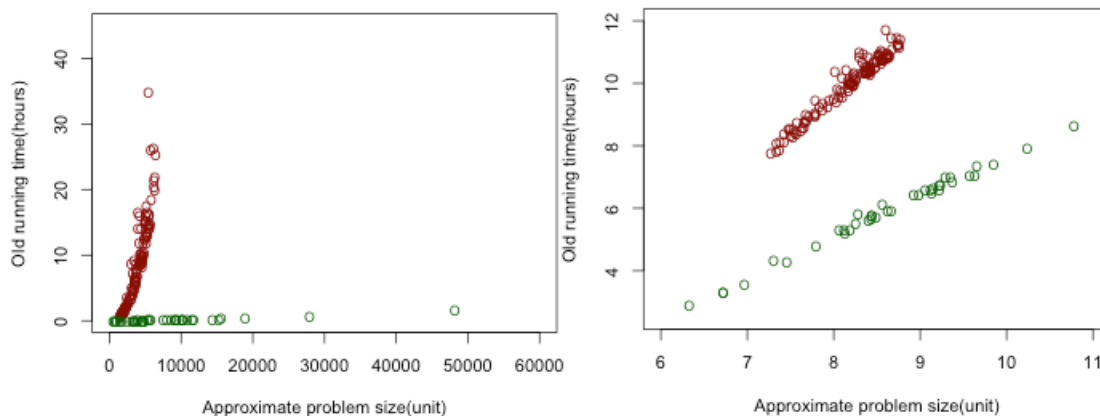 Old running time(hours)
40
30
20
10
0
0 10000 20000 30000 40000 50000 60000
Approximate problem size(unit)
Old running time(hours)
12
10
8
6
4
6 7 8 9 10 11
Approximate problem size(unit)